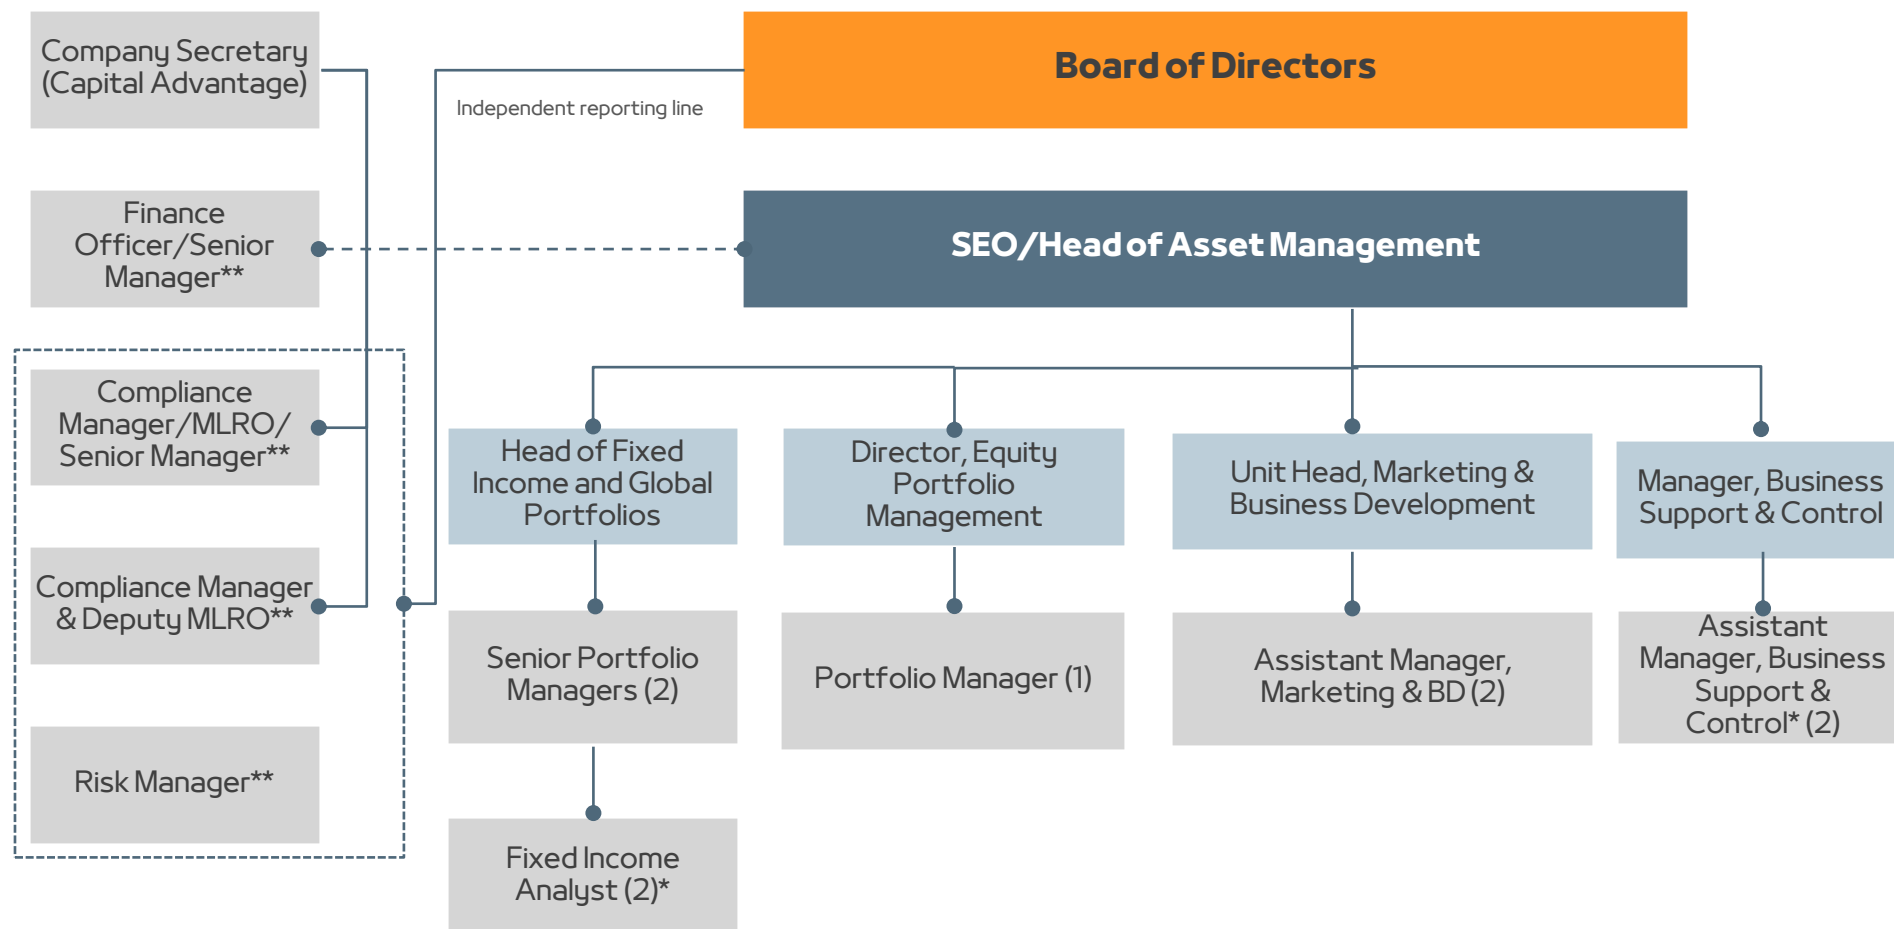 Company Secretary
(Capital Advantage)
Board of Directors
Independent reporting line
Finance
Officer/Senior
Manager**
SEO/Head of Asset Management
Compliance
Manager/MLRO/
Senior Manager**
Head of Fixed
Income and Global
Portfolios
Director, Equity
Portfolio
Management
Unit Head, Marketing &
Business Development
Manager, Business
Support & Control
Compliance Manager
& Deputy MLRO**
Senior Portfolio
Managers (2)
Portfolio Manager (1)
Assistant Manager,
Marketing & BD (2)
Assistant
Manager, Business
Support &
Control* (2)
Risk Manager**
Fixed Income
Analyst (2)*